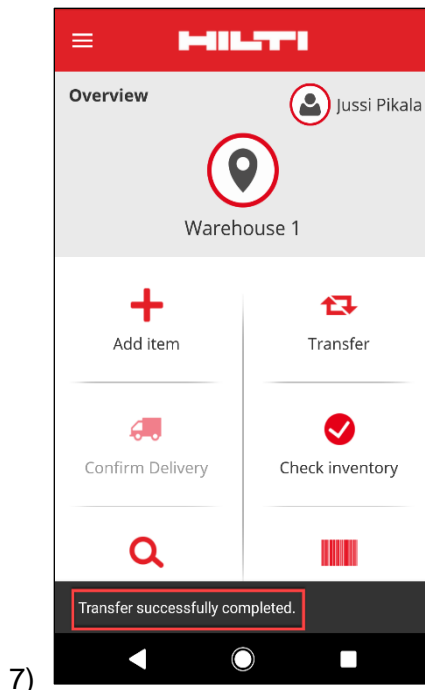 HILTI
Overview
Jussi Pikala
Warehouse 1
Add item
Transfer
Confirm Delivery
Check inventory
Transfer successfully completed.
7)